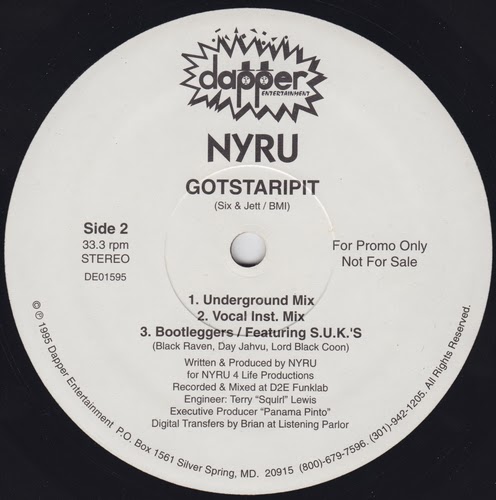 dapper
ENTERTAINMENT
NYRU
GOTSTARIPIT
(Six & Jett / BMI)
Side 2
33.3 rpm
STEREO
DE01595
For Promo Only
Not For Sale
1. Underground Mix
2. Vocal Inst. Mix
3. Bootleggers / Featuring S.U.K.'S
(Black Raven, Day Jahvu, Lord Black Coon)
Written & Produced by NYRU
for NYRU 4 Life Productions
Recorded & Mixed at D2E Funklab
Engineer: Terry "Squirl" Lewis
Executive Producer "Panama Pinto"
Digital Transfers by Brian at Listening Parlor
© ℗ 1995 Dapper Entertainment P.O. Box 1561 Silver Spring, MD. 20915 (800)-679-7596. (301)-942-1205. All Rights Reserved.